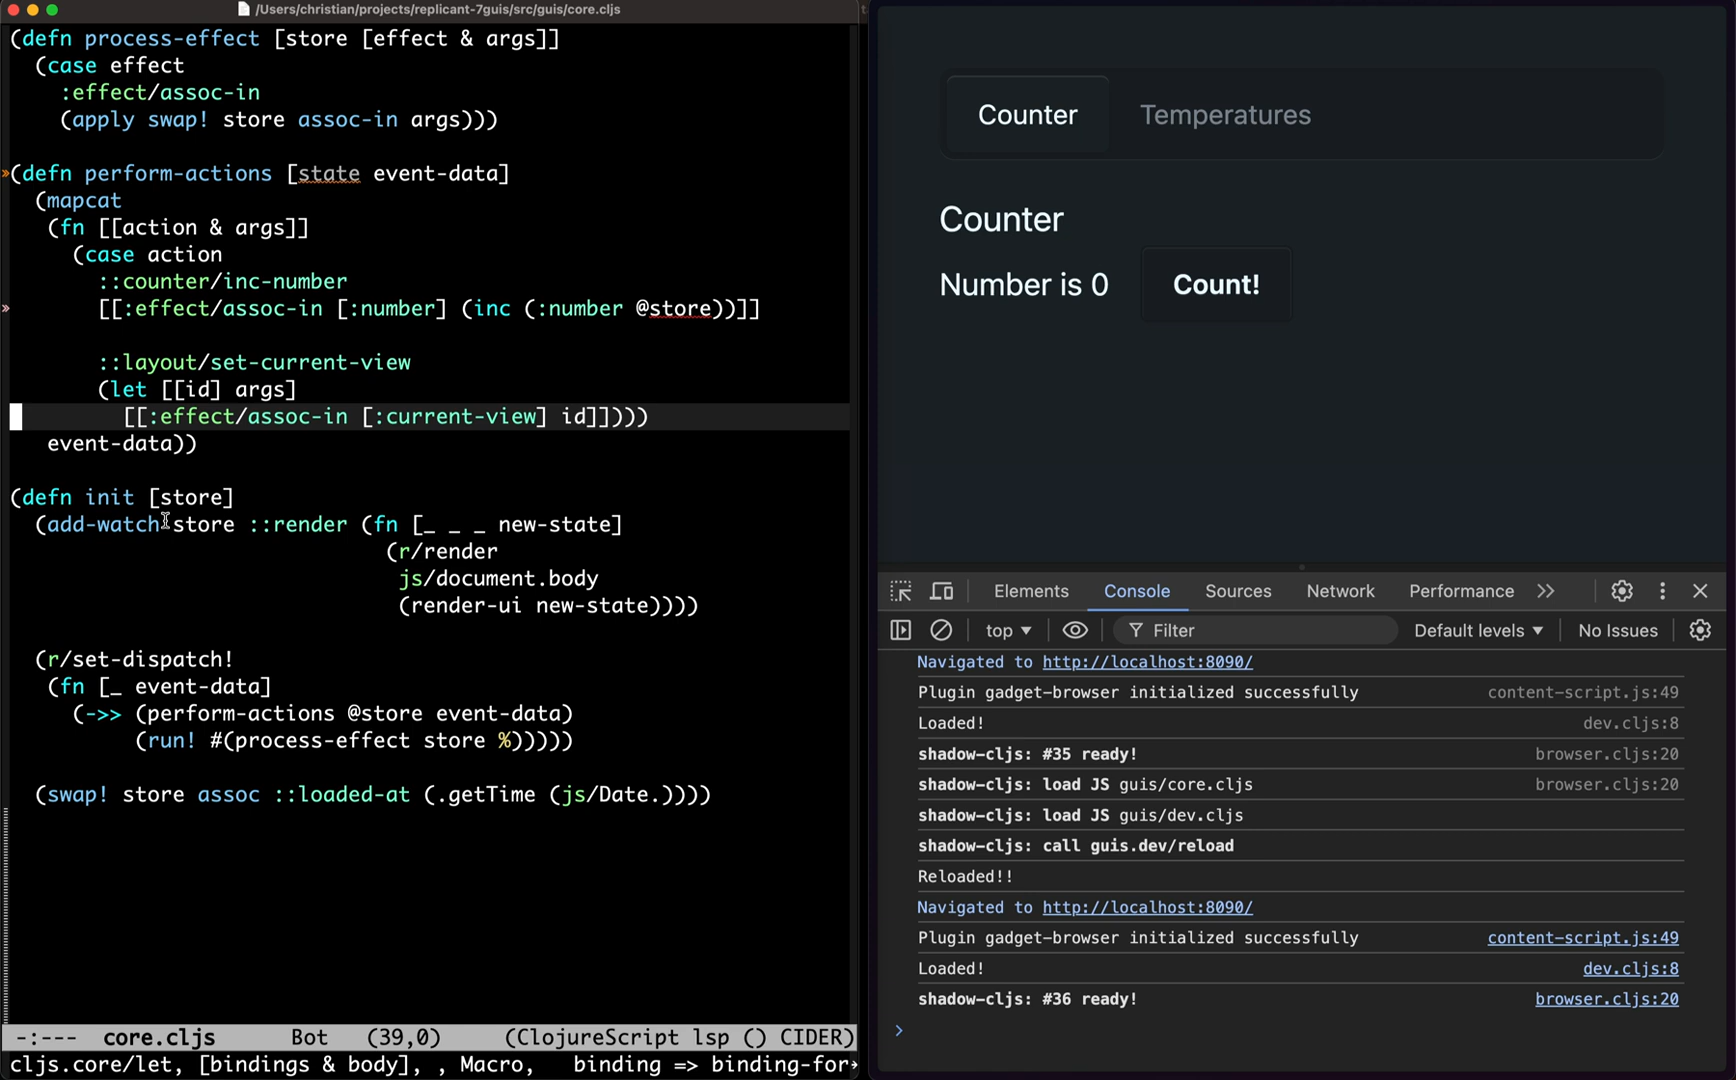 /Users/christian/projects/replicant-7guis/src/guis/core.cljs
(defn process-effect [store [effect & args]]
(case effect
:effect/assoc-in
(apply swap! store assoc-in args)))
(defn perform-actions [state event-data]
(mapcat
(fn [[action & args]]
(case action
::counter/inc-number
[[:effect/assoc-in [:number] (inc (:number @store))]]
::layout/set-current-view
(let [[id] args]
[[:effect/assoc-in [:current-view] id]])))
event-data))
(defn init [store]
(add-watch store ::render (fn [_ _ _ new-state]
(r/render
js/document.body
(render-ui new-state))))
(r/set-dispatch!
(fn [_ event-data]
(->> (perform-actions @store event-data)
(run! #(process-effect store %)))))
(swap! store assoc ::loaded-at (.getTime (js/Date.))))
-:--- core.cljs Bot (39,0) (ClojureScript lsp () CIDER)
cljs.core/let, [bindings & body], , Macro, binding => binding-for
Counter Temperatures
Counter
Number is 0 Count!
Elements Console Sources Network Performance
top Filter Default levels No Issues
Navigated to http://localhost:8090/
Plugin gadget-browser initialized successfully content-script.js:49
Loaded! dev.cljs:8
shadow-cljs: #35 ready! browser.cljs:20
shadow-cljs: load JS guis/core.cljs browser.cljs:20
shadow-cljs: load JS guis/dev.cljs
shadow-cljs: call guis.dev/reload
Reloaded!!
Navigated to http://localhost:8090/
Plugin gadget-browser initialized successfully content-script.js:49
Loaded! dev.cljs:8
shadow-cljs: #36 ready! browser.cljs:20